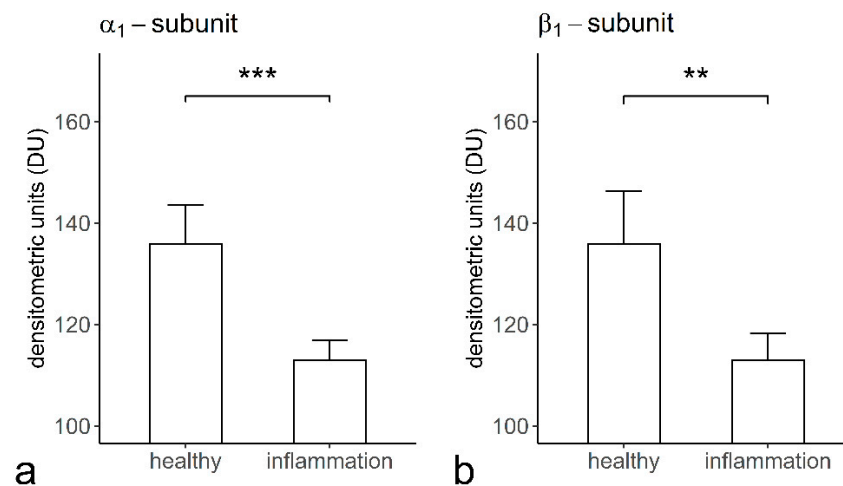 α₁ – subunit
***
densitometric units (DU)
160
140
120
100
healthy inflammation
a
β₁ – subunit
**
densitometric units (DU)
160
140
120
100
healthy inflammation
b